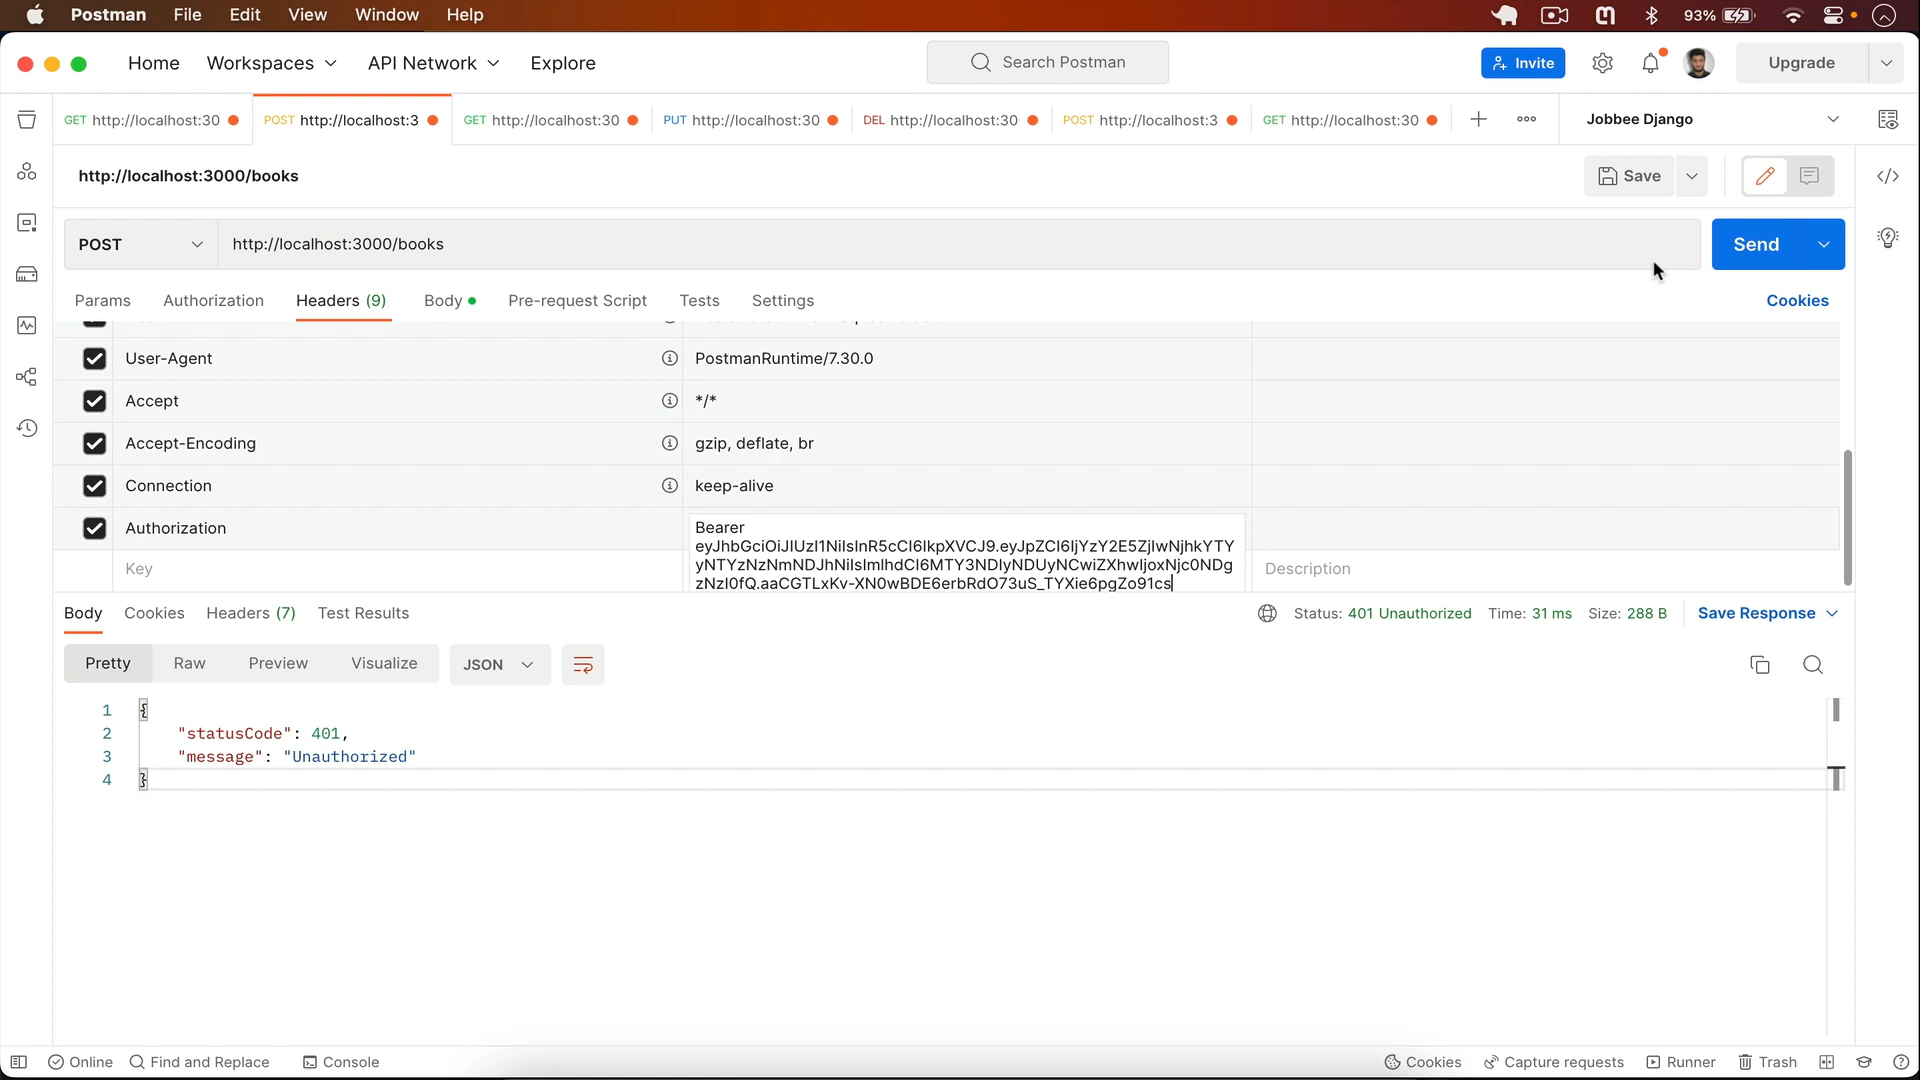 Postman File Edit View Window Help 93%
Home Workspaces API Network Explore Search Postman Invite Upgrade
GET http://localhost:30 POST http://localhost:3 GET http://localhost:30 PUT http://localhost:30 DEL http://localhost:30 POST http://localhost:3 GET http://localhost:30 Jobbee Django
http://localhost:3000/books Save
POST http://localhost:3000/books Send
Params Authorization Headers (9) Body Pre-request Script Tests Settings Cookies
User-Agent PostmanRuntime/7.30.0
Accept */*
Accept-Encoding gzip, deflate, br
Connection keep-alive
Authorization Bearer
eyJhbGciOiJIUzI1NiIsInR5cCI6IkpXVCJ9.eyJpZCI6IjYzY2E5ZjIwNjhkYTY
yNTYzNzNmNDJhNiIsImlhdCI6MTY3NDIyNDUyNCwiZXhwIjoxNjc0NDg
zNzI0fQ.aaCGTLxKv-XN0wBDE6erbRdO73uS_TYXie6pgZo91cs
Key Description
Body Cookies Headers (7) Test Results Status: 401 Unauthorized Time: 31 ms Size: 288 B Save Response
Pretty Raw Preview Visualize JSON
1 {
2 "statusCode": 401,
3 "message": "Unauthorized"
4 }
Online Find and Replace Console Cookies Capture requests Runner Trash